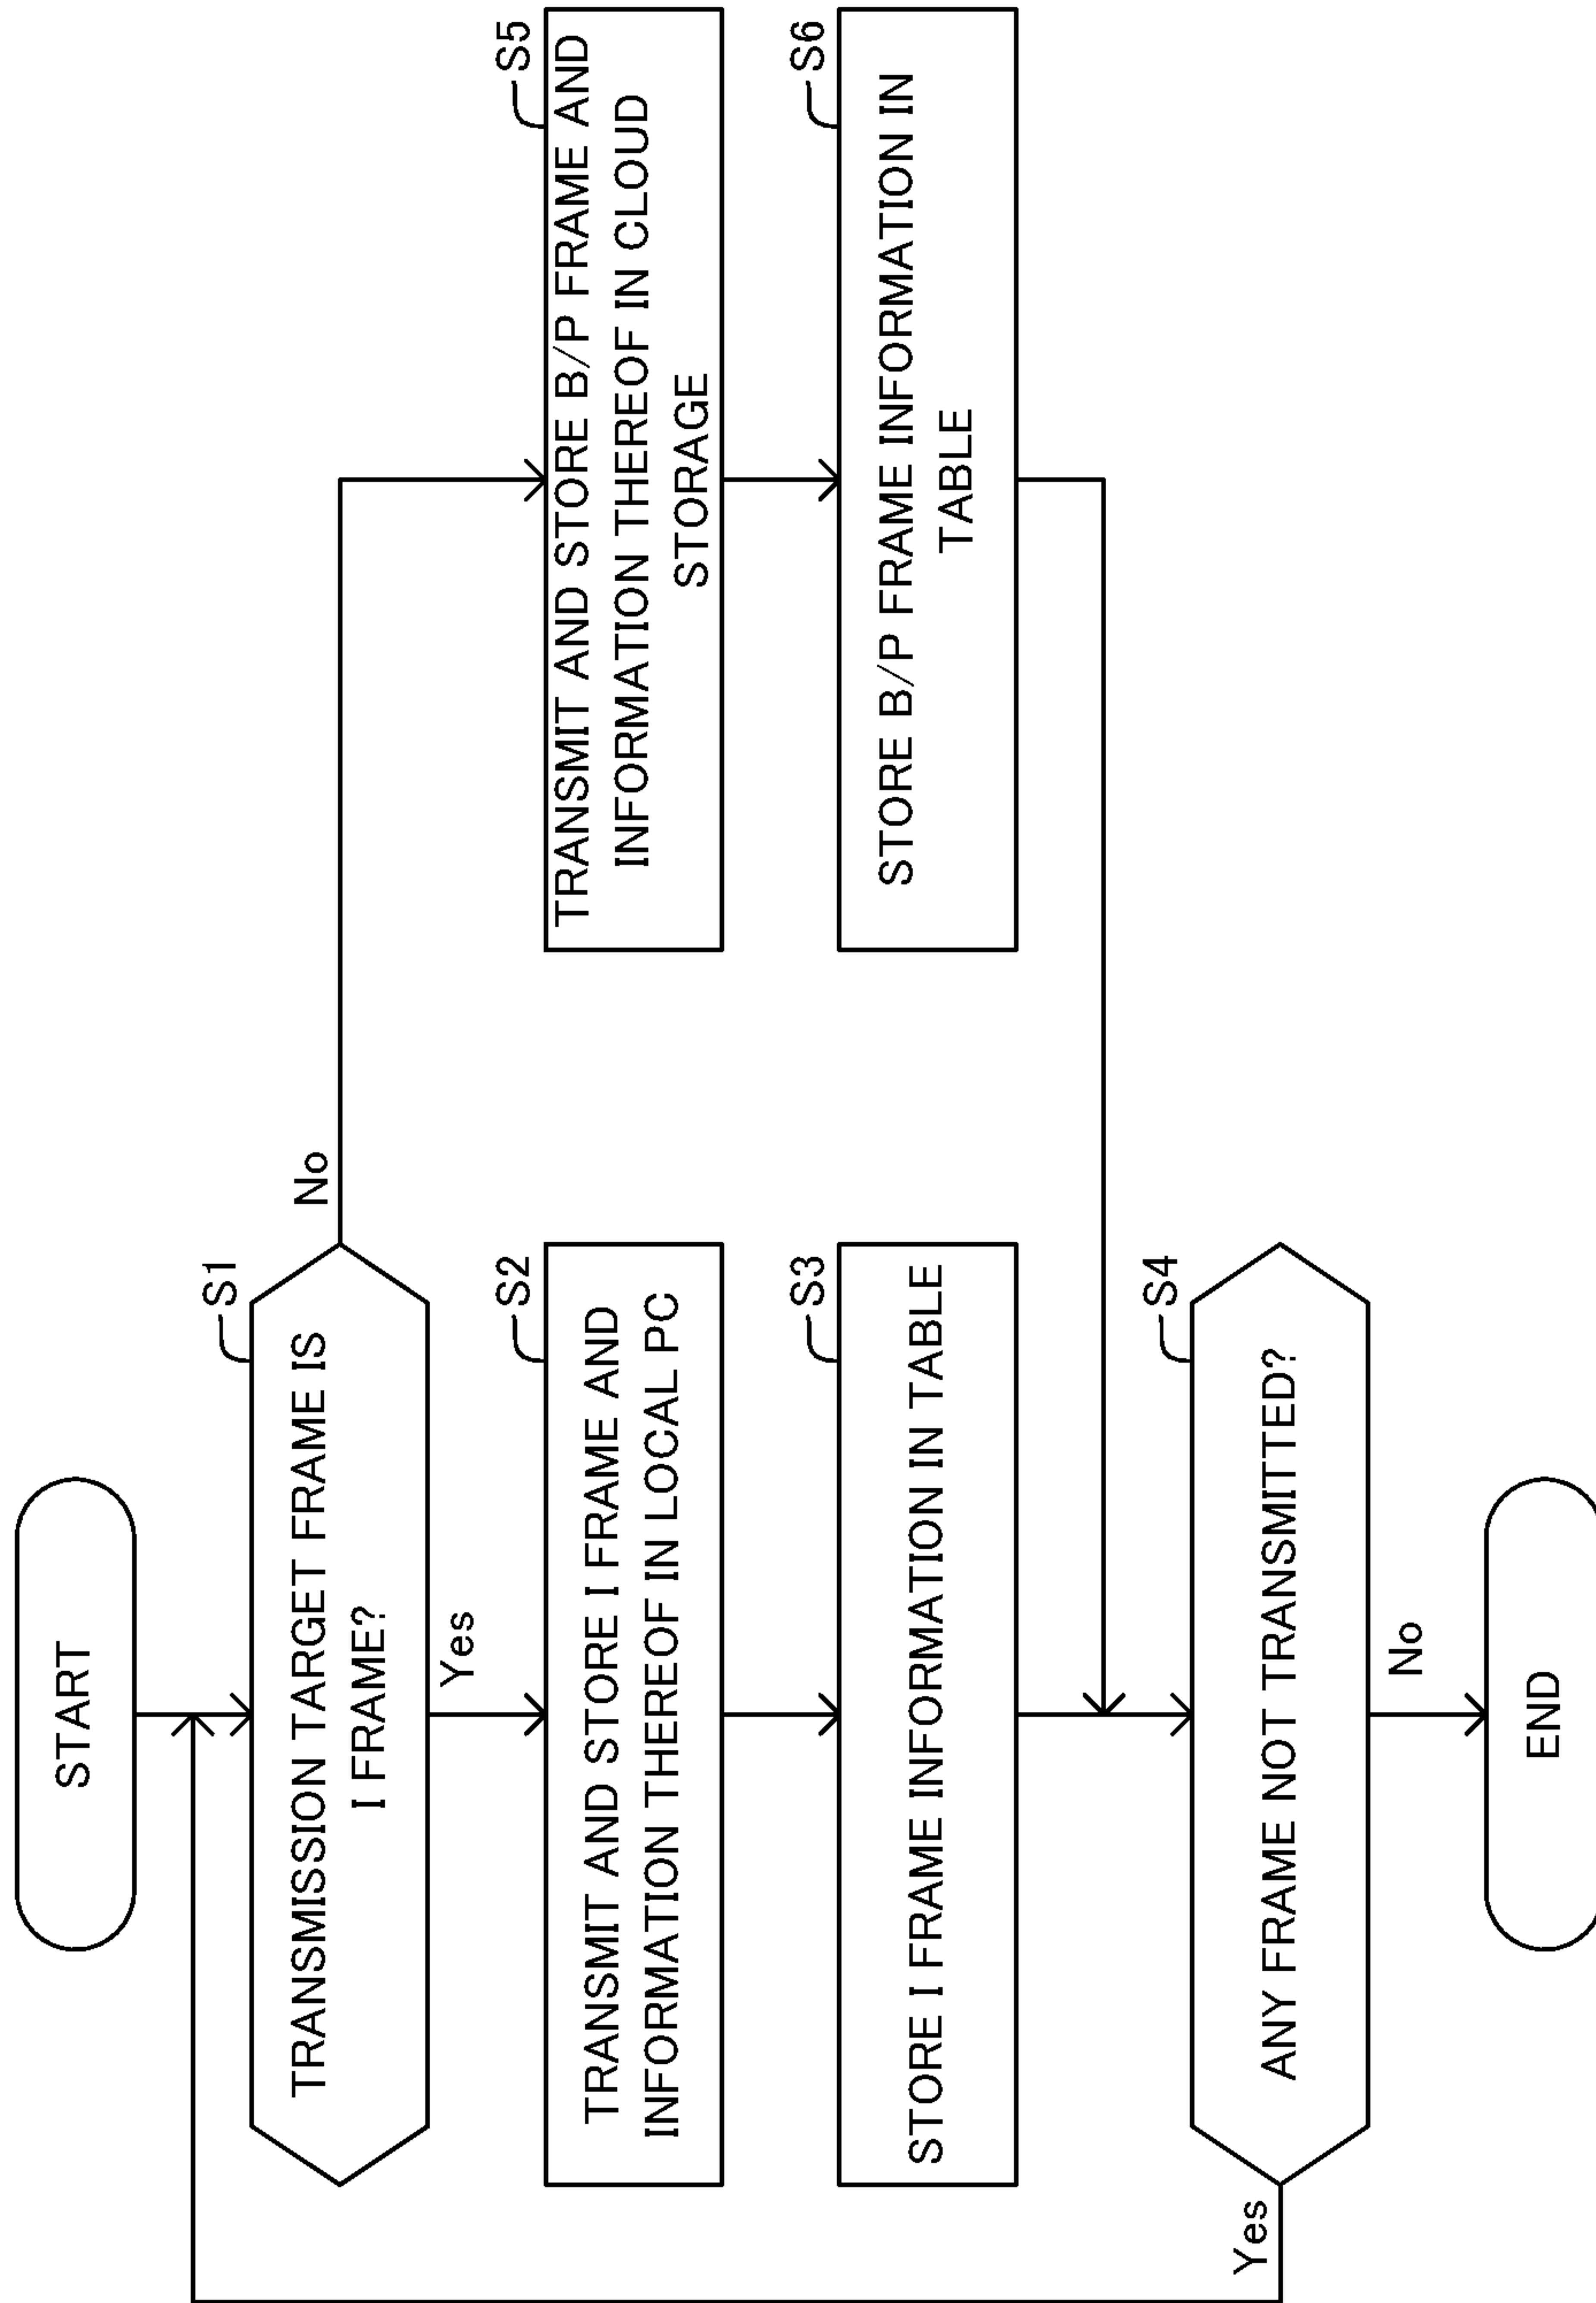 START
S1
TRANSMISSION TARGET FRAME IS
I FRAME?
No
Yes
S2
TRANSMIT AND STORE I FRAME AND
INFORMATION THEREOF IN LOCAL PC
S5
TRANSMIT AND STORE B/P FRAME AND
INFORMATION THEREOF IN CLOUD
STORAGE
S3
STORE I FRAME INFORMATION IN TABLE
S6
STORE B/P FRAME INFORMATION IN
TABLE
S4
ANY FRAME NOT TRANSMITTED?
Yes
No
END